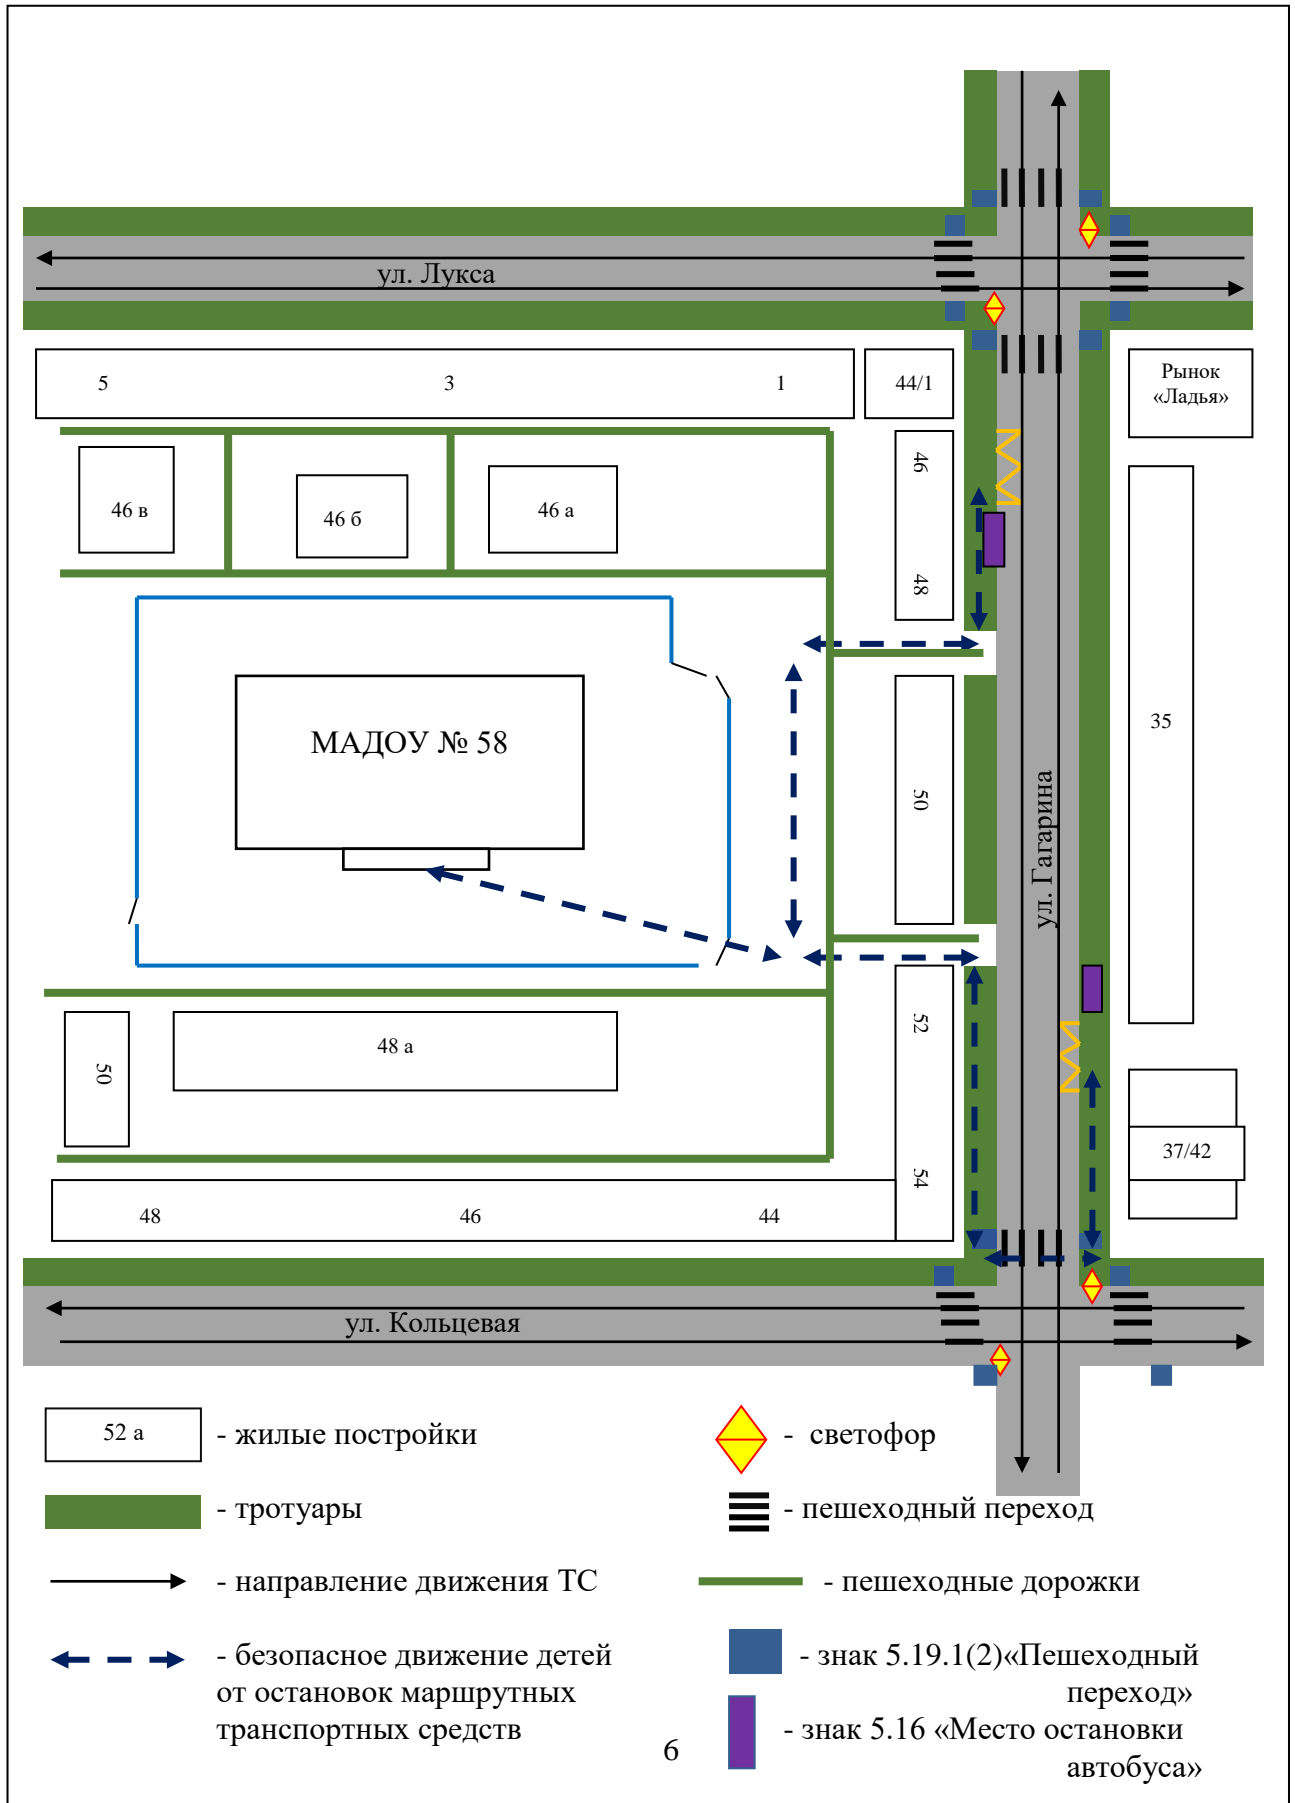 ул. Лукса
5
3
1
44/1
Рынок
«Ладья»
46 в
46 б
46 а
46
48
35
МАДОУ № 58
50
ул. Гагарина
50
48 а
52
54
37/42
48
46
44
ул. Кольцевая
52 а
- жилые постройки
- светофор
- тротуары
- пешеходный переход
- направление движения ТС
- пешеходные дорожки
- безопасное движение детей
от остановок маршрутных
транспортных средств
- знак 5.19.1(2)«Пешеходный
переход»
- знак 5.16 «Место остановки
автобуса»
6